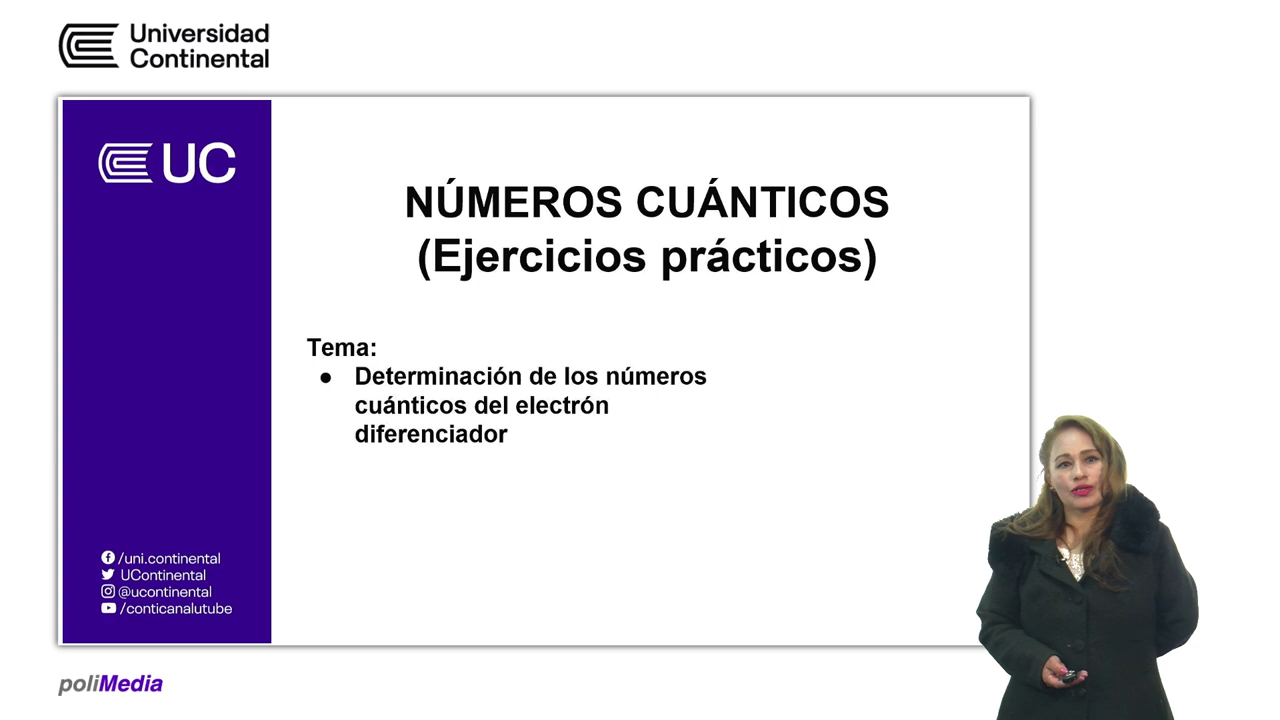 Universidad
Continental
UC
NÚMEROS CUÁNTICOS
(Ejercicios prácticos)
Tema:
● Determinación de los números
cuánticos del electrón
diferenciador
/uni.continental
UContinental
@ucontinental
/conticanalutube
poliMedia